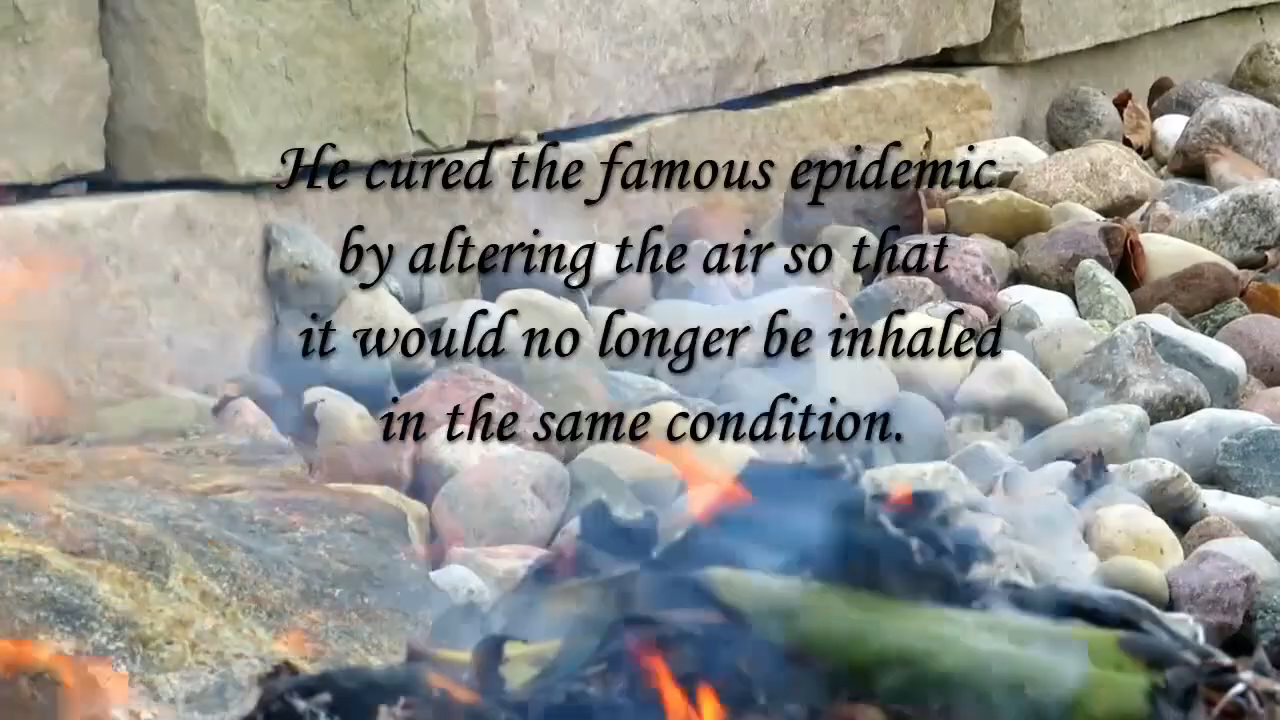 He cured the famous epidemic
by altering the air so that
it would no longer be inhaled
in the same condition.